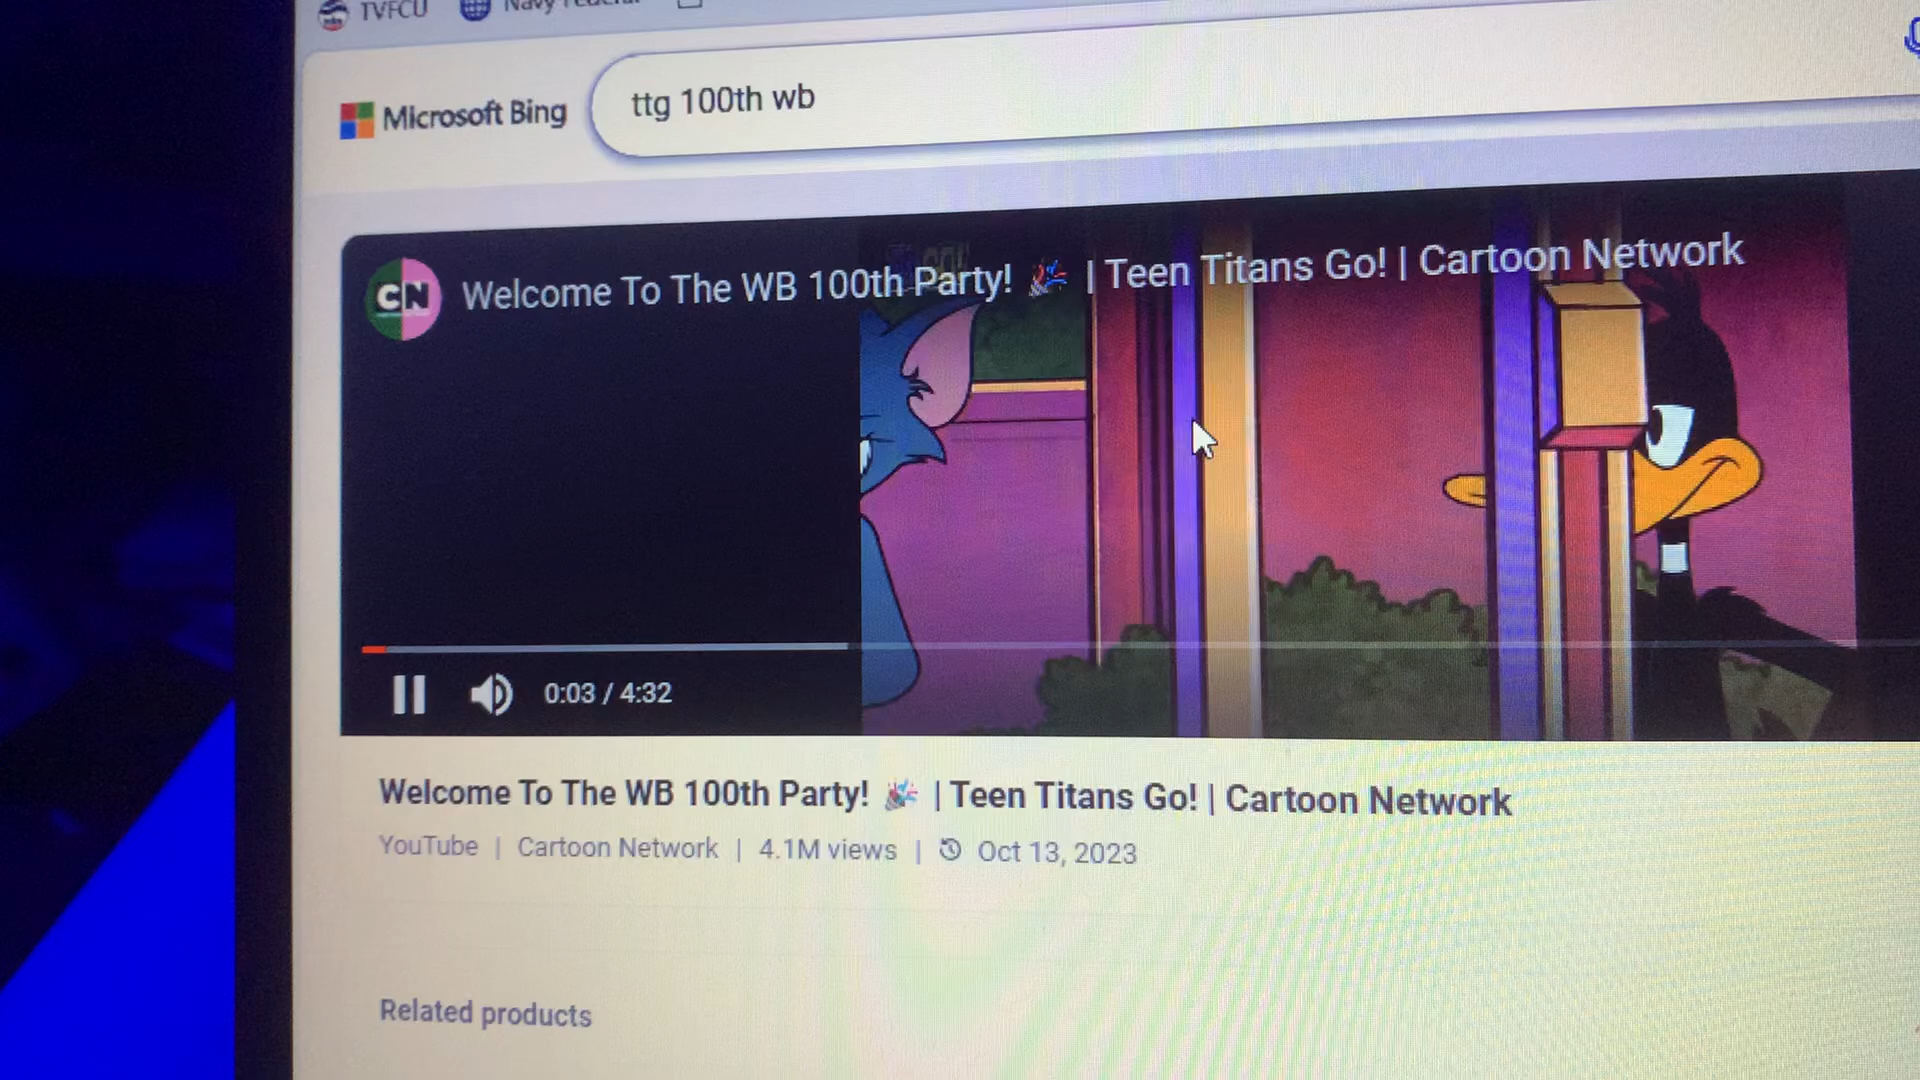 TVFCU Navy Federal
Microsoft Bing ttg 100th wb
CN Welcome To The WB 100th Party! 🎉 | Teen Titans Go! | Cartoon Network
0:03 / 4:32
Welcome To The WB 100th Party! 🎉 | Teen Titans Go! | Cartoon Network
YouTube | Cartoon Network | 4.1M views | Oct 13, 2023
Related products